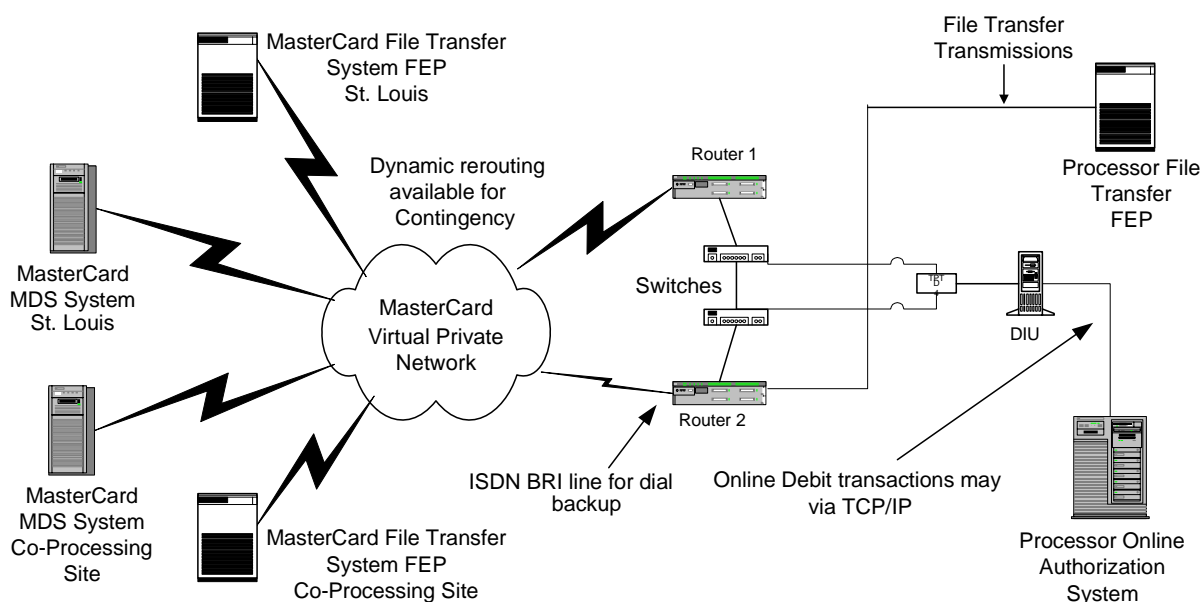 MasterCard File Transfer
System FEP
St. Louis
File Transfer
Transmissions
Processor File
Transfer
FEP
Dynamic rerouting
available for
Contingency
Router 1
MasterCard
MDS System
St. Louis
MasterCard
Virtual Private
Network
Switches
DIU
Router 2
ISDN BRI line for dial
backup
Online Debit transactions may
via TCP/IP
MasterCard
MDS System
Co-Processing
Site
MasterCard File Transfer
System FEP
Co-Processing Site
Processor Online
Authorization
System